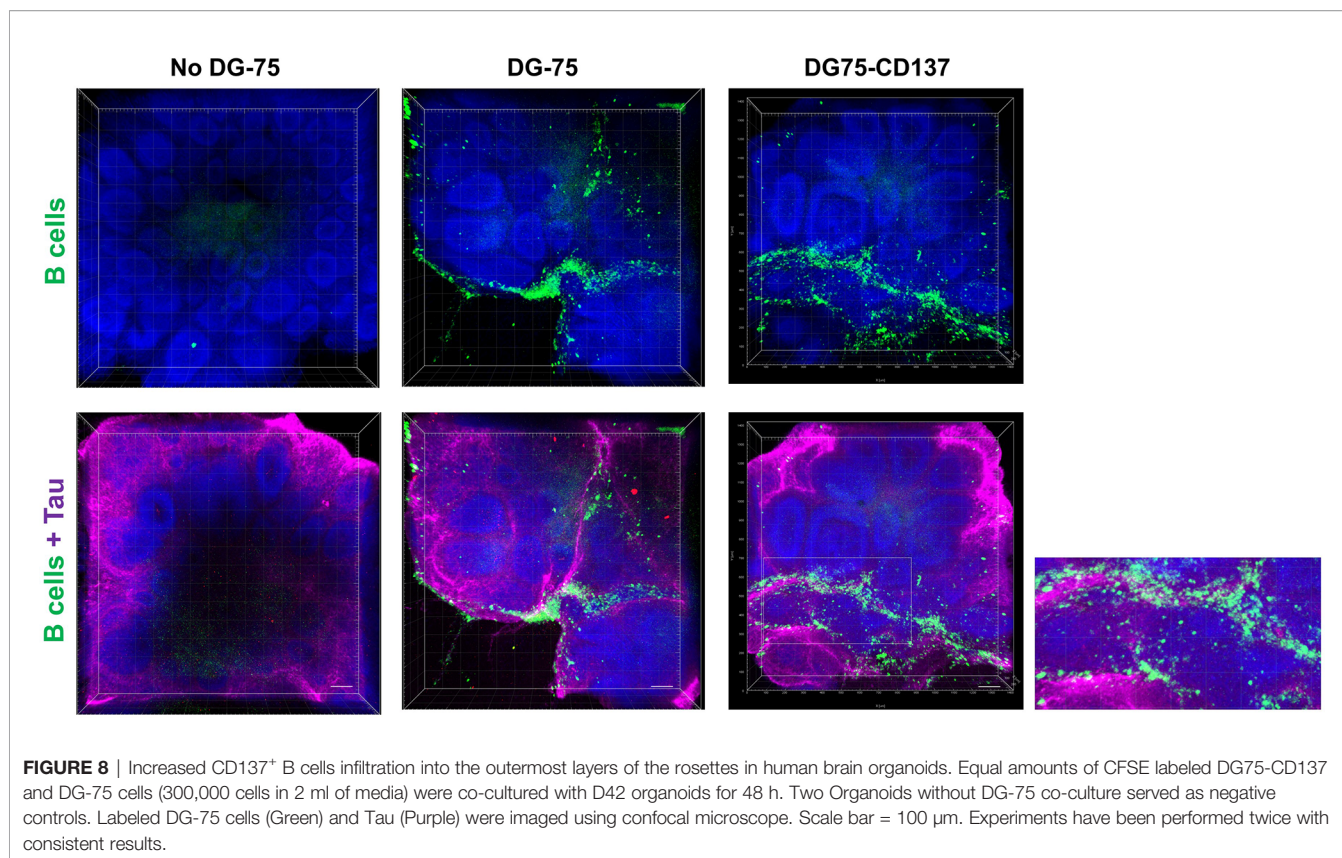 No DG-75
DG-75
DG75-CD137
B cells
B cells + Tau
FIGURE 8 | Increased CD137+ B cells infiltration into the outermost layers of the rosettes in human brain organoids. Equal amounts of CFSE labeled DG75-CD137
and DG-75 cells (300,000 cells in 2 ml of media) were co-cultured with D42 organoids for 48 h. Two Organoids without DG-75 co-culture served as negative
controls. Labeled DG-75 cells (Green) and Tau (Purple) were imaged using confocal microscope. Scale bar = 100 μm. Experiments have been performed twice with
consistent results.